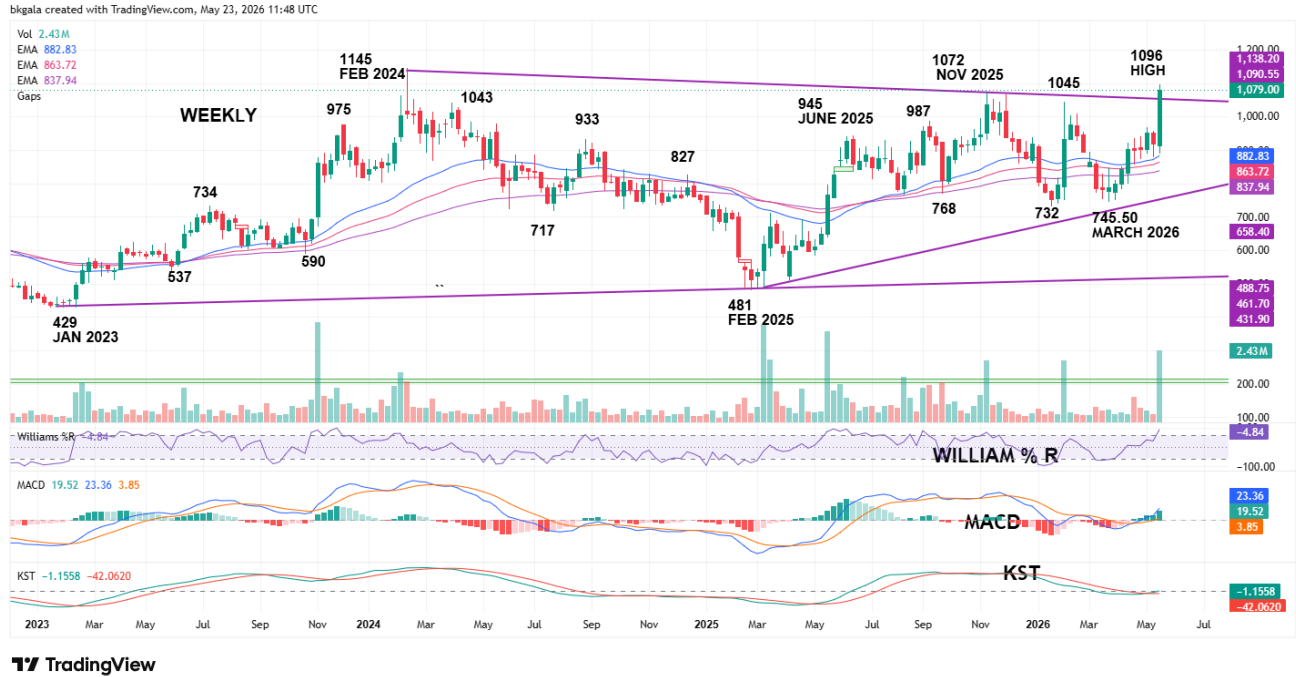 bkgala created with TradingView.com, May 23, 2026 11:48 UTC
Vol 2.43M
EMA 882.83
EMA 863.72
EMA 837.94
Gaps
WEEKLY
1145
FEB 2024
975
1043
734
537
590
429
JAN 2023
933
717
827
481
FEB 2025
945
JUNE 2025
987
768
1072
NOV 2025
732
1045
745.50
MARCH 2026
1096
HIGH
``
1,200.00
1,138.20
1,090.55
1,079.00
1,000.00
882.83
863.72
837.94
700.00
658.40
600.00
488.75
461.70
431.90
2.43M
200.00
100.00
Williams %R −4.84
WILLIAM % R
−4.84
−100.00
MACD 19.52 23.36 3.85
MACD
23.36
19.52
3.85
KST −1.1558 −42.0620
KST
−1.1558
−42.0620
2023 Mar May Jul Sep Nov 2024 Mar May Jul Sep Nov 2025 Mar May Jul Sep Nov 2026 Mar May Jul
TradingView